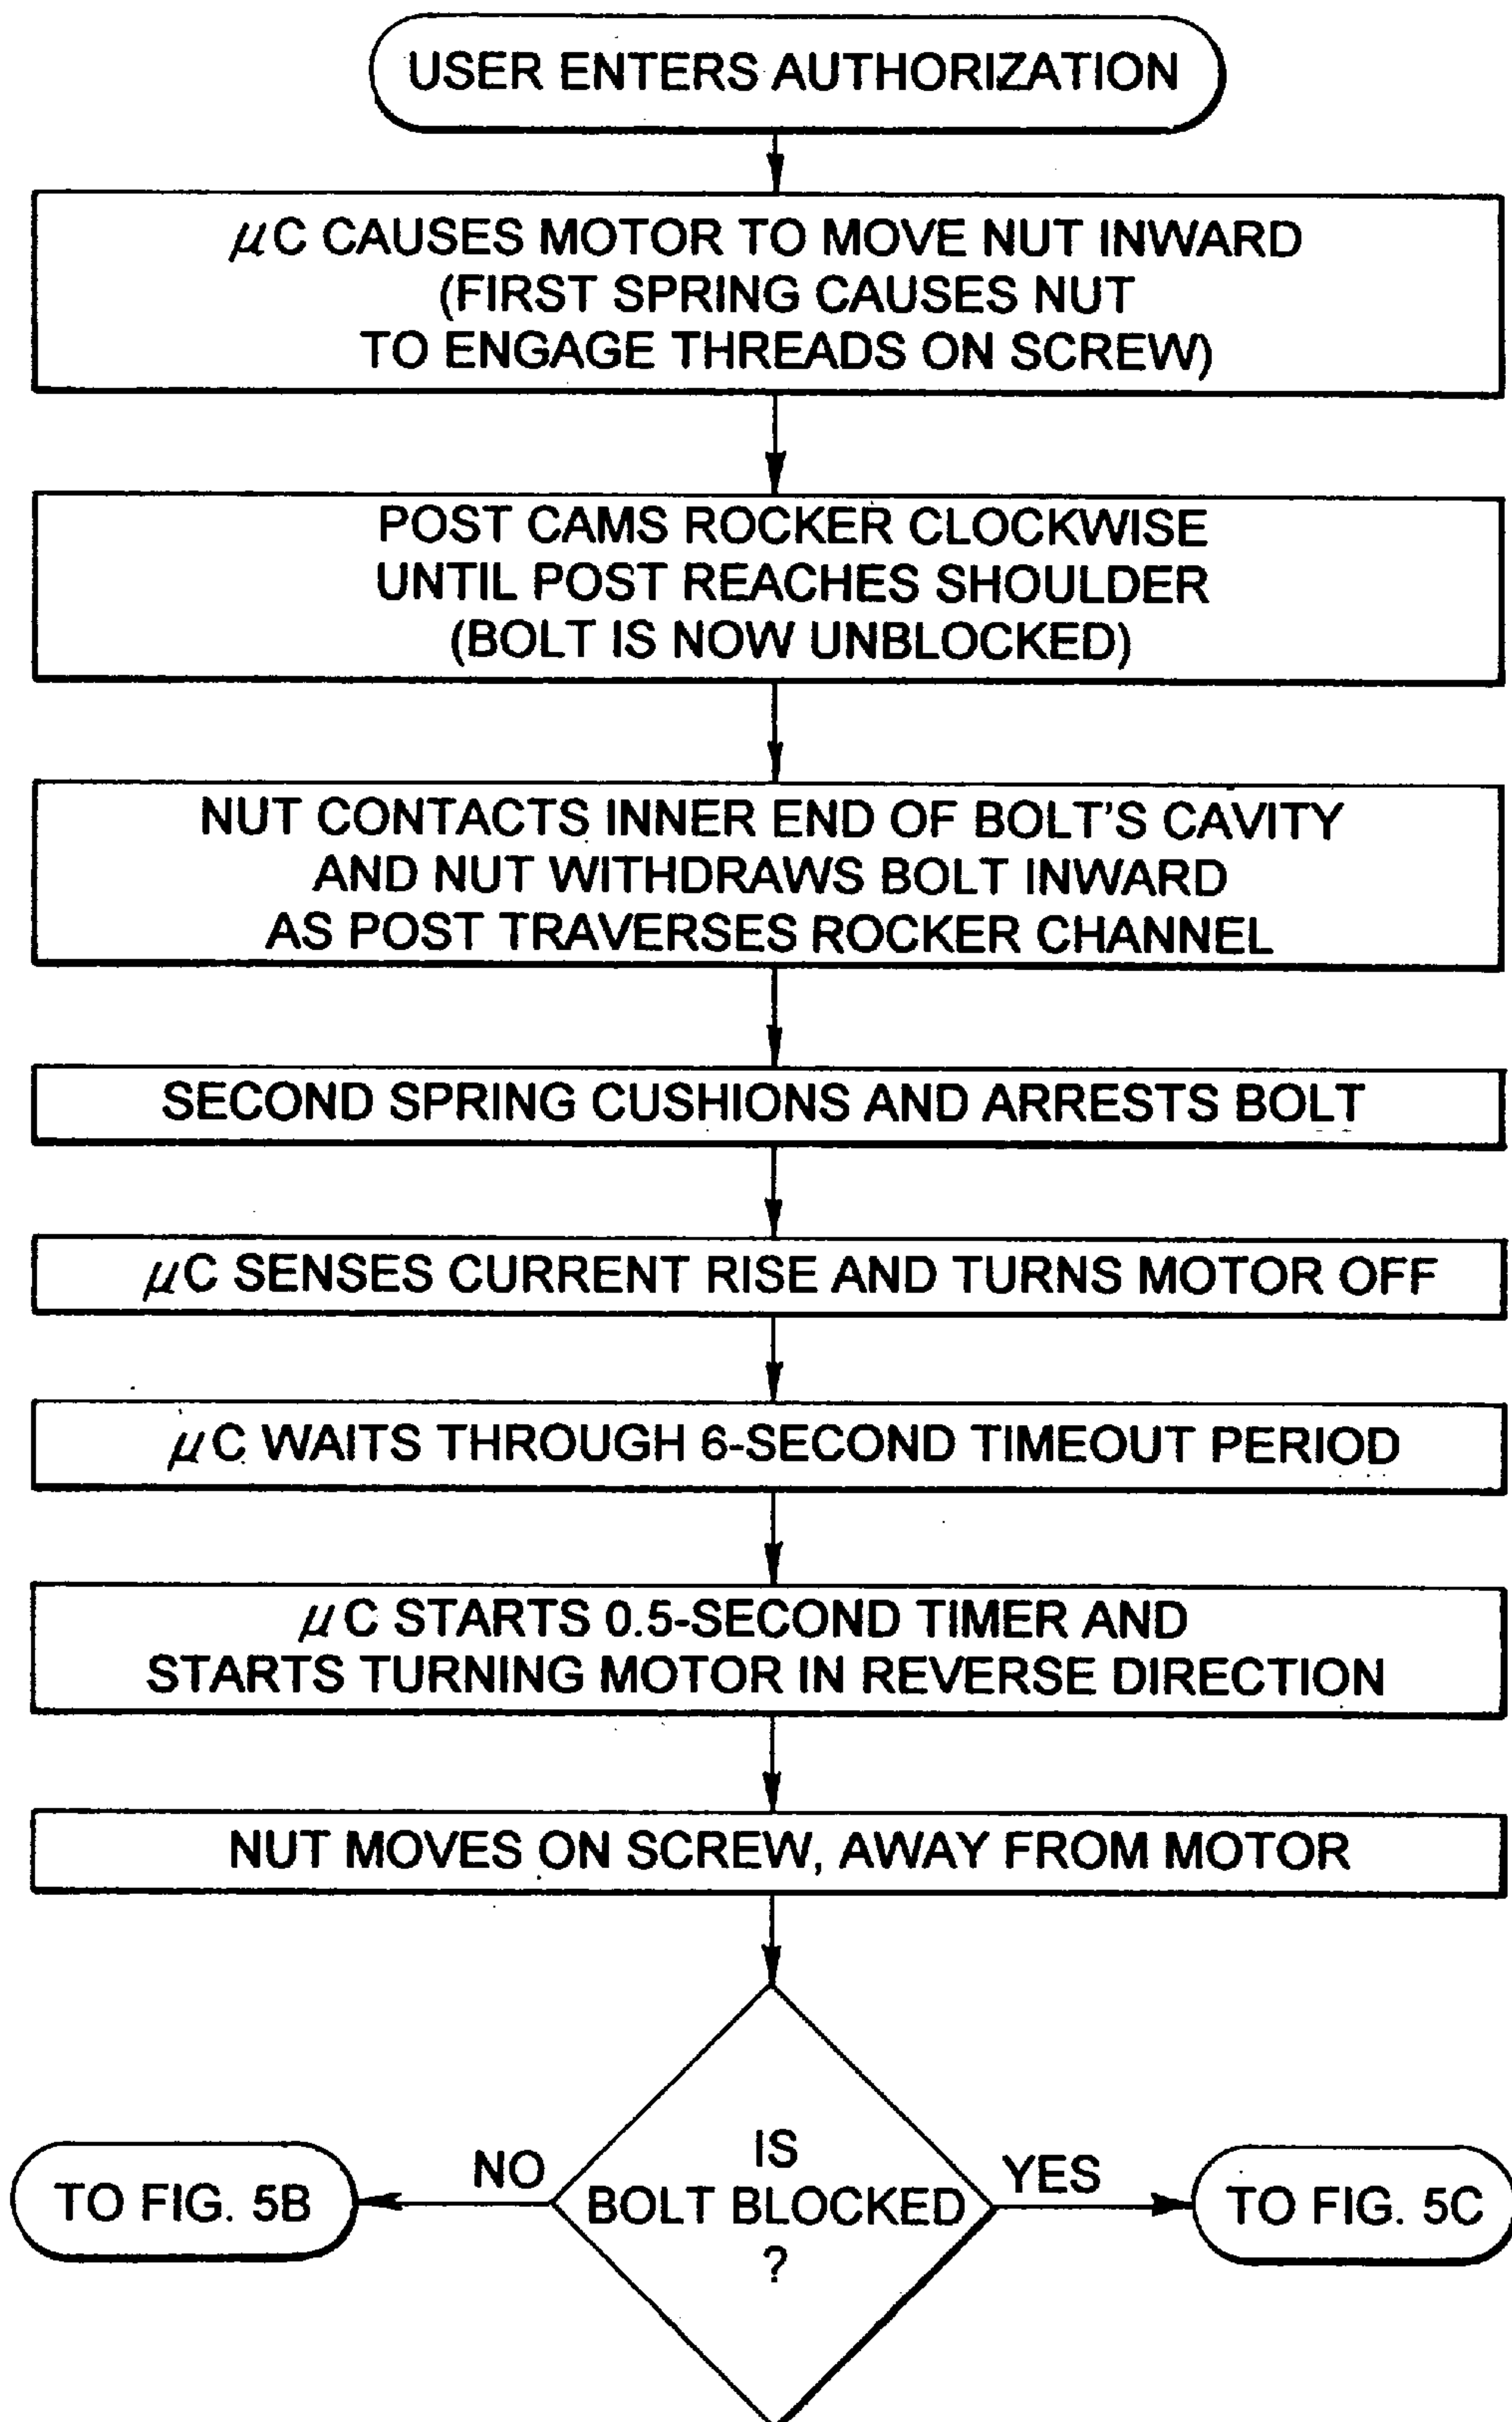 USER ENTERS AUTHORIZATION
μC CAUSES MOTOR TO MOVE NUT INWARD
(FIRST SPRING CAUSES NUT
TO ENGAGE THREADS ON SCREW)
POST CAMS ROCKER CLOCKWISE
UNTIL POST REACHES SHOULDER
(BOLT IS NOW UNBLOCKED)
NUT CONTACTS INNER END OF BOLT'S CAVITY
AND NUT WITHDRAWS BOLT INWARD
AS POST TRAVERSES ROCKER CHANNEL
SECOND SPRING CUSHIONS AND ARRESTS BOLT
μC SENSES CURRENT RISE AND TURNS MOTOR OFF
μC WAITS THROUGH 6-SECOND TIMEOUT PERIOD
μC STARTS 0.5-SECOND TIMER AND
STARTS TURNING MOTOR IN REVERSE DIRECTION
NUT MOVES ON SCREW, AWAY FROM MOTOR
IS
BOLT BLOCKED
?
NO
YES
TO FIG. 5B
TO FIG. 5C